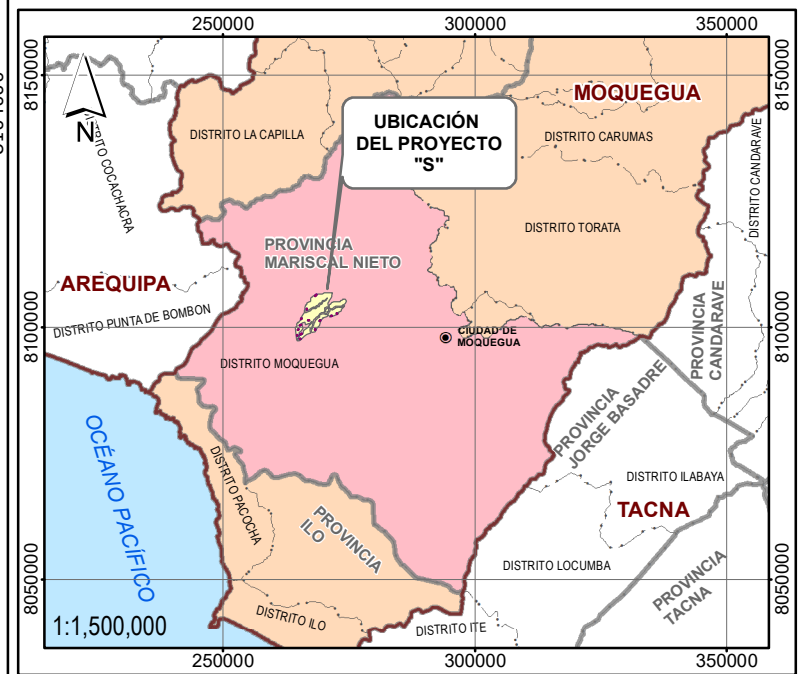 250000
300000
350000
8150000
8150000
MOQUEGUA
UBICACIÓN
DEL PROYECTO
"S"
N
DISTRITO LA CAPILLA
DISTRITO CARUMAS
DISTRITO COCACHACRA
DISTRITO CANDARAVE
DISTRITO TORATA
PROVINCIA
MARISCAL NIETO
AREQUIPA
DISTRITO PUNTA DE BOMBON
8100000
8100000
CIUDAD DE
MOQUEGUA
DISTRITO MOQUEGUA
PROVINCIA
CANDARAVE
PROVINCIA
JORGE BASADRE
OCÉANO PACÍFICO
DISTRITO PACOCHA
PROVINCIA
ILO
DISTRITO ILABAYA
TACNA
DISTRITO LOCUMBA
PROVINCIA
TACNA
8050000
8050000
1:1,500,000
DISTRITO ILO
DISTRITO ITE
250000
300000
350000